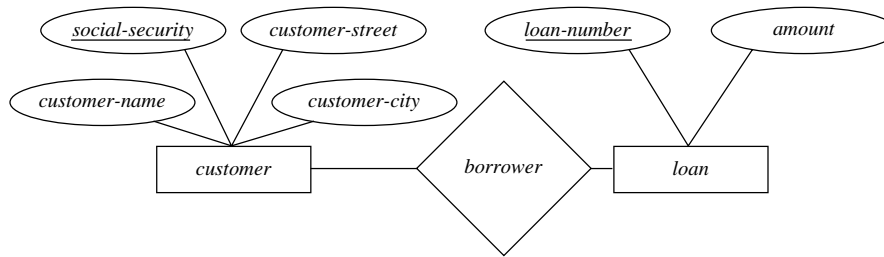 social-security
customer-street
loan-number
amount
customer-name
customer-city
customer
borrower
loan